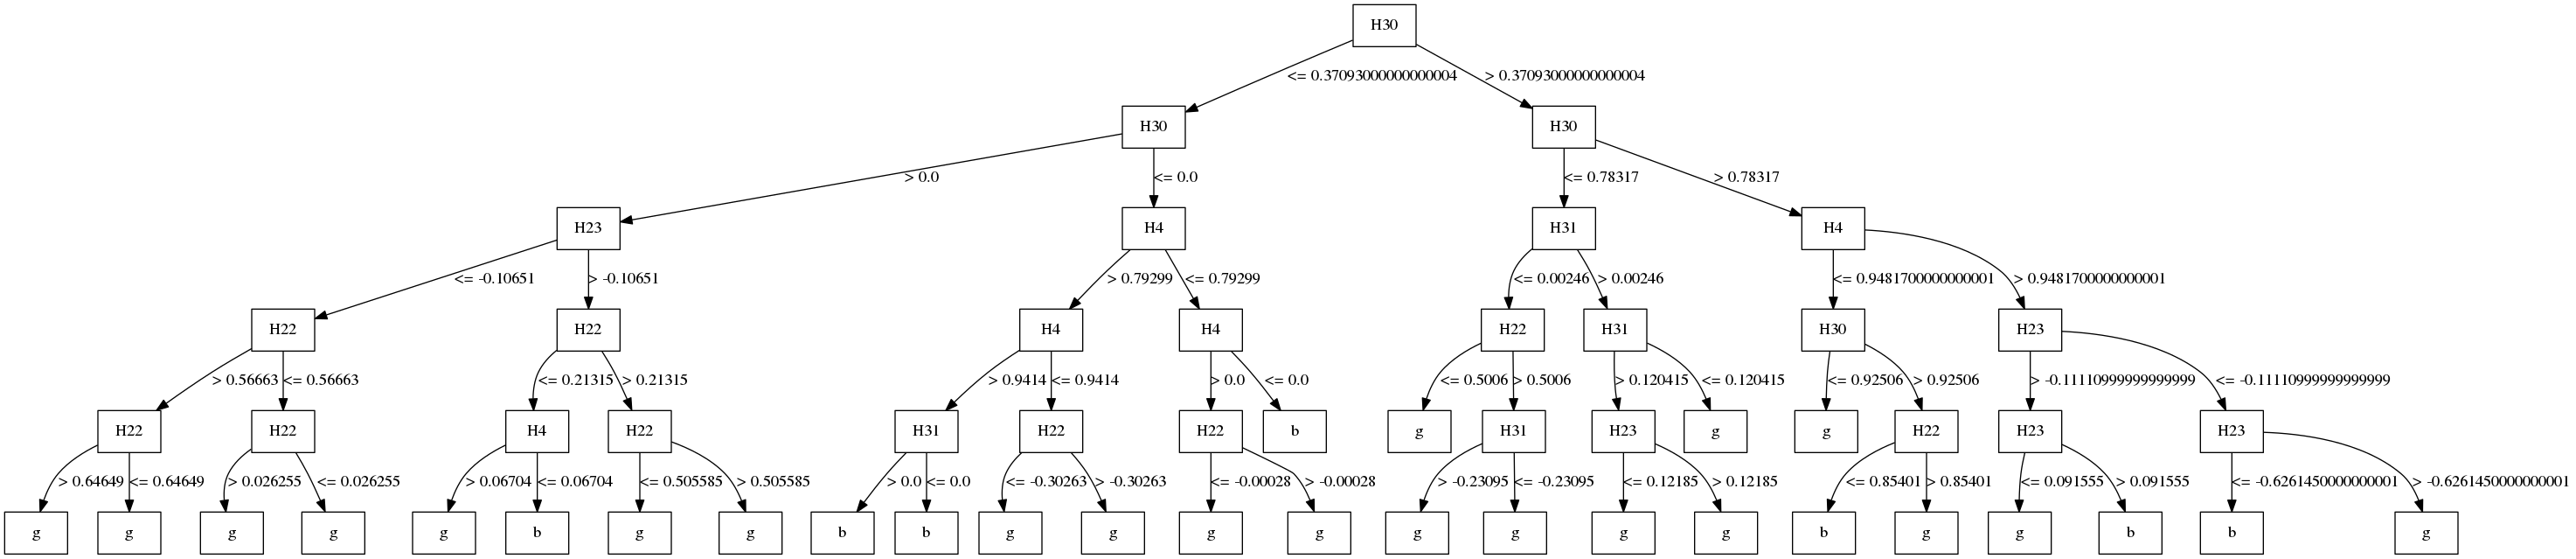 H30
<= 0.37093000000000004 > 0.37093000000000004
H30 H30
> 0.0 <= 0.0 <= 0.78317 > 0.78317
H23 H4 H31 H4
<= -0.10651 > -0.10651 > 0.79299 <= 0.79299 <= 0.00246 > 0.00246 <= 0.9481700000000001 > 0.9481700000000001
H22 H22 H4 H4 H22 H31 H30 H23
> 0.56663 <= 0.56663 <= 0.21315 > 0.21315 > 0.9414 <= 0.9414 > 0.0 <= 0.0 <= 0.5006 > 0.5006 > 0.120415 <= 0.120415 <= 0.92506 > 0.92506 > -0.11109999999999999 <= -0.11109999999999999
H22 H22 H4 H22 H31 H22 H22 b g H31 H23 g g H22 H23 H23
> 0.64649 <= 0.64649 > 0.026255 <= 0.026255 > 0.06704 <= 0.06704 <= 0.505585 > 0.505585 > 0.0 <= 0.0 <= -0.30263 > -0.30263 <= -0.00028 > -0.00028 > -0.23095 <= -0.23095 <= 0.12185 > 0.12185 <= 0.85401 > 0.85401 <= 0.091555 > 0.091555 <= -0.6261450000000001 > -0.6261450000000001
g g g g g b g g b b g g g g g g g g b g g b b g